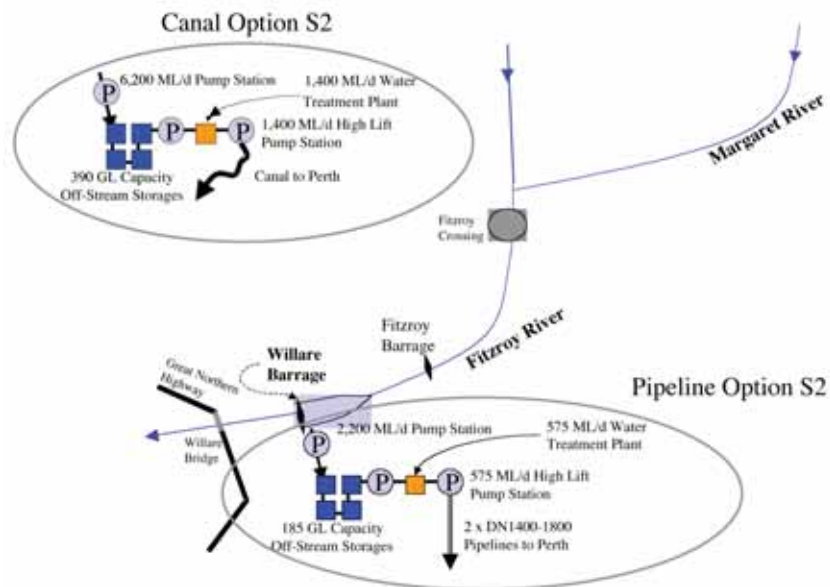 Canal Option S2
P
6,200 ML/d Pump Station
1,400 ML/d Water
Treatment Plant
P
P
1,400 ML/d High Lift
Pump Station
390 GL Capacity
Off-Stream Storages
Canal to Perth
Margaret River
Fitzroy
Crossing
Fitzroy
Barrage
Fitzroy River
Great Northern
Highway
Willare
Barrage
Pipeline Option S2
Willare
Bridge
P
2,200 ML/d Pump Station
575 ML/d Water
Treatment Plant
P
P
575 ML/d High Lift
Pump Station
185 GL Capacity
Off-Stream Storages
2 x DN1400-1800
Pipelines to Perth